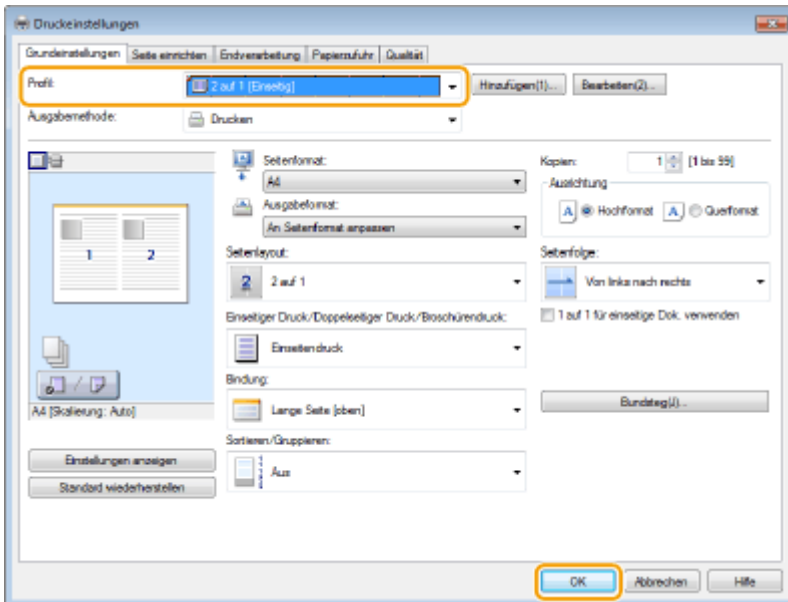 Druckeinstellungen
Grundeinstellungen Seite einrichten Endverarbeitung Papierzufuhr Qualität
Profil: 2 auf 1 [Einseitig] Hinzufügen(1)... Bearbeiten(2)...
Ausgabemethode: Drucken
Seitenformat: Kopien: 1 [1 bis 99]
A4 Ausrichtung
Ausgabeformat: A Hochformat A Querformat
An Seitenformat anpassen
1 2
Seitenlayout: Seitenfolge:
2 2 auf 1 Von links nach rechts
Einseitiger Druck/Doppelseitiger Druck/Broschürendruck: 1 auf 1 für einseitige Dok. verwenden
Einseitendruck
Bindung:
A4 [Skalierung: Auto] Lange Seite [oben] Bundsteg(J)...
Sortieren/Gruppieren:
Einstellungen anzeigen Aus
Standard wiederherstellen
OK Abbrechen Hilfe